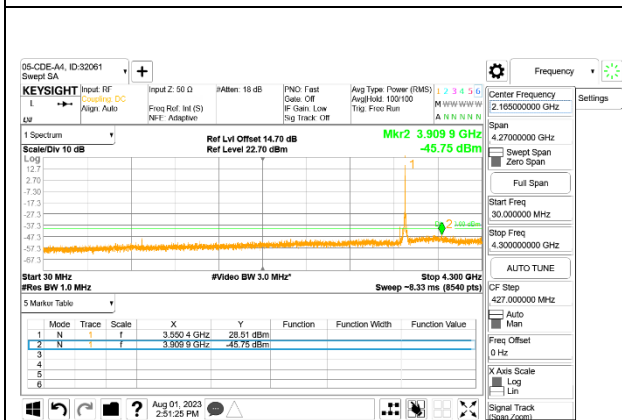 05-CDE-A4, ID:32061
Swept SA
Frequency
Settings
KEYSIGHT
L
Input: RF
Coupling: DC
Align: Auto
Input Z: 50 Ω
Freq Ref: Int (S)
NFE: Adaptive
#Atten: 18 dB
PNO: Fast
Gate: Off
IF Gain: Low
Sig Track: Off
Avg Type: Power (RMS)
Avg|Hold: 100/100
Trig: Free Run
1 2 3 4 5 6
M W W W W W
A N N N N N
1 Spectrum
Scale/Div 10 dB
Ref Lvl Offset 14.70 dB
Ref Level 22.70 dBm
Mkr2 3.909 9 GHz
-45.75 dBm
Log
12.7
2.70
-7.30
-17.3
-27.3
-37.3
-47.3
-57.3
-67.3
1
2
Start 30 MHz
#Res BW 1.0 MHz
#Video BW 3.0 MHz*
Stop 4.300 GHz
Sweep ~8.33 ms (8540 pts)
5 Marker Table
Mode Trace Scale X Y Function Function Width Function Value
1 N 1 f 3.550 4 GHz 28.51 dBm
2 N 1 f 3.909 9 GHz -45.75 dBm
3
4
5
6
Center Frequency
2.165000000 GHz
Span
4.27000000 GHz
Swept Span
Zero Span
Full Span
Start Freq
30.000000 MHz
Stop Freq
4.300000000 GHz
AUTO TUNE
CF Step
427.000000 MHz
Auto
Man
Freq Offset
0 Hz
X Axis Scale
Log
Lin
Signal Track
(Span Zoom)
?
Aug 01, 2023
2:51:25 PM